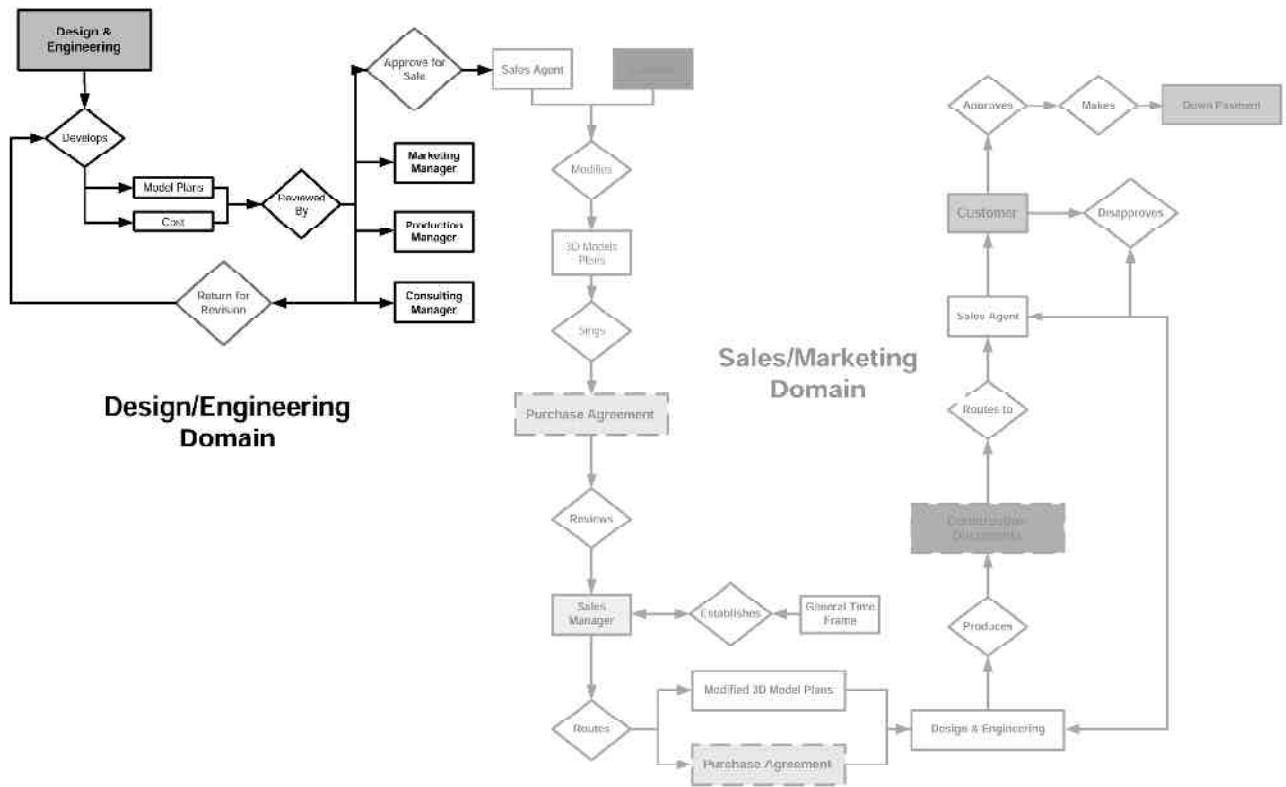 Design &
Engineering
Develops
Model Plans
Cost
Reviewed
By
Approve for
Sale
Marketing
Manager
Production
Manager
Consulting
Manager
Return for
Revision
Design/Engineering
Domain
Sales Agent
Modifies
3D Models
Plans
Sings
Purchase Agreement
Reviews
Sales
Manager
Establishes
General Time
Frame
Routes
Modified 3D Model Plans
Purchase Agreement
Sales/Marketing
Domain
Approves
Makes
Down Payment
Customer
Disapproves
Sales Agent
Routes to
Construction
Documents
Produces
Design & Engineering